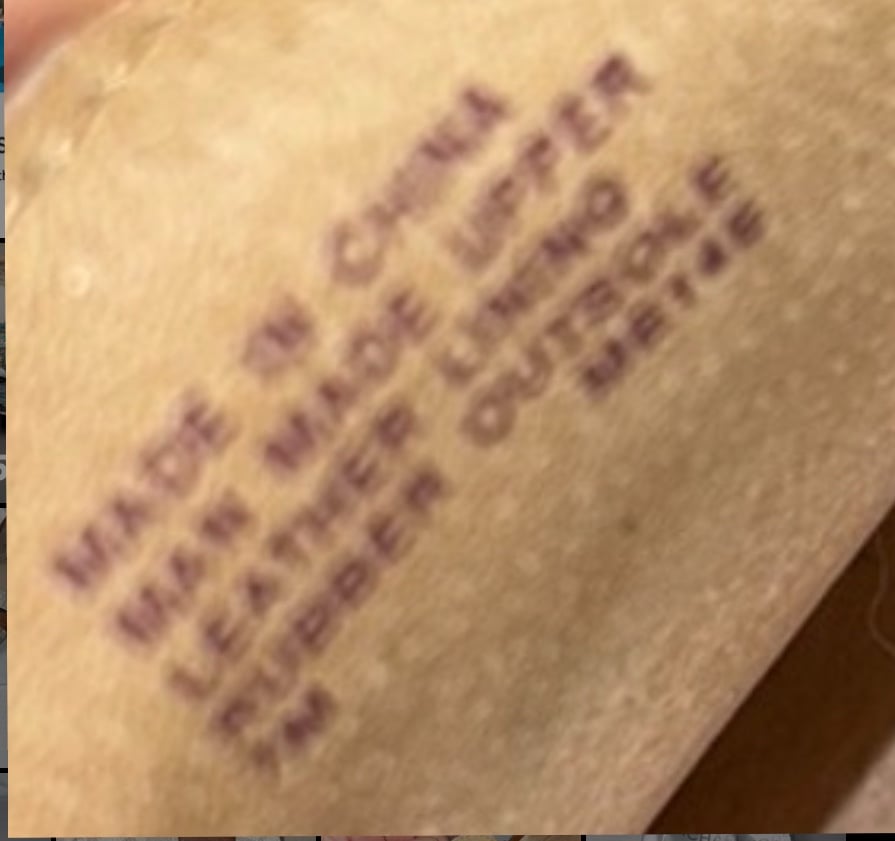 MADE IN CHINA
MAN MADE UPPER
LEATHER LINING
RUBBER OUTSOLE
7M